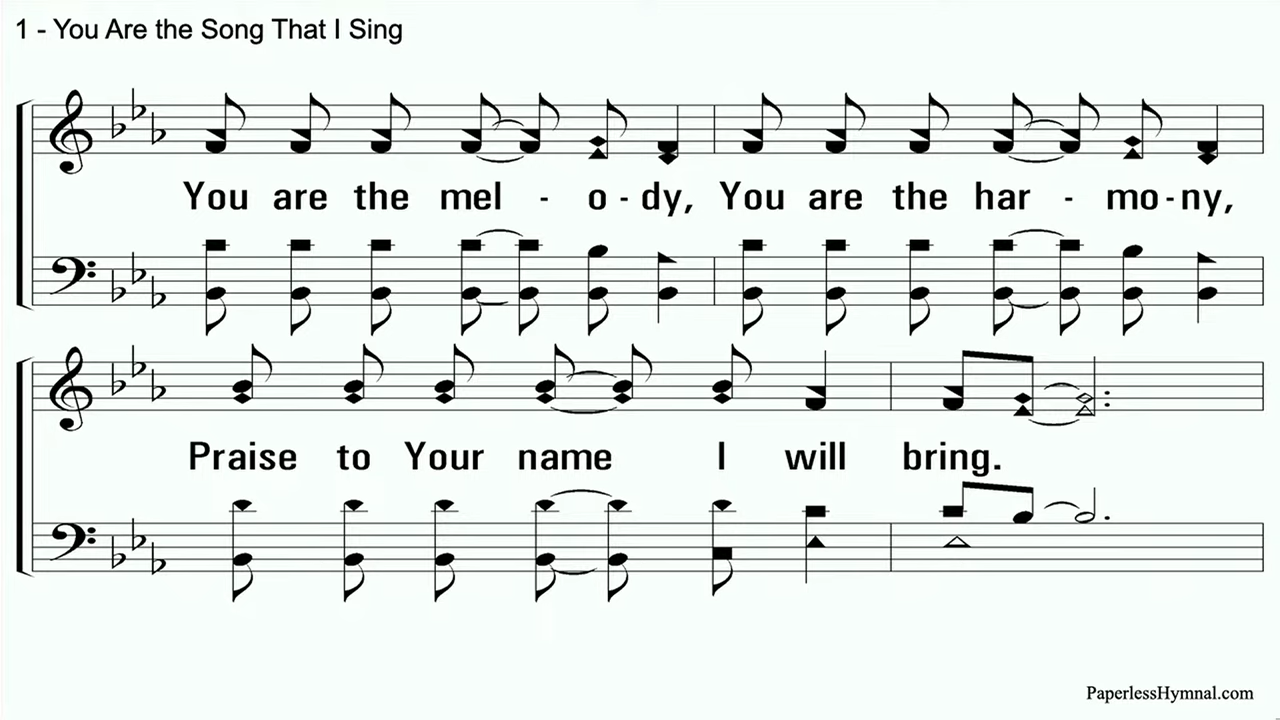 1 - You Are the Song That I Sing
You are the mel - o - dy, You are the har - mo - ny,
Praise to Your name I will bring.
PaperlessHymnal.com